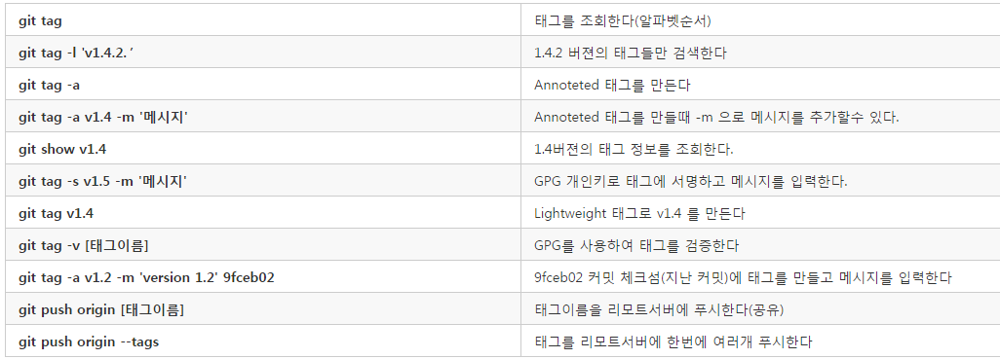 git tag 태그를 조회한다(알파벳순서)
git tag -l 'v1.4.2.' 1.4.2 버젼의 태그들만 검색한다
git tag -a Annoteted 태그를 만든다
git tag -a v1.4 -m '메시지' Annoteted 태그를 만들때 -m 으로 메시지를 추가할수 있다.
git show v1.4 1.4버젼의 태그 정보를 조회한다.
git tag -s v1.5 -m '메시지' GPG 개인키로 태그에 서명하고 메시지를 입력한다.
git tag v1.4 Lightweight 태그로 v1.4 를 만든다
git tag -v [태그이름] GPG를 사용하여 태그를 검증한다
git tag -a v1.2 -m 'version 1.2' 9fceb02 9fceb02 커밋 체크섬(지난 커밋)에 태그를 만들고 메시지를 입력한다
git push origin [태그이름] 태그이름을 리모트서버에 푸시한다(공유)
git push origin --tags 태그를 리모트서버에 한번에 여러개 푸시한다